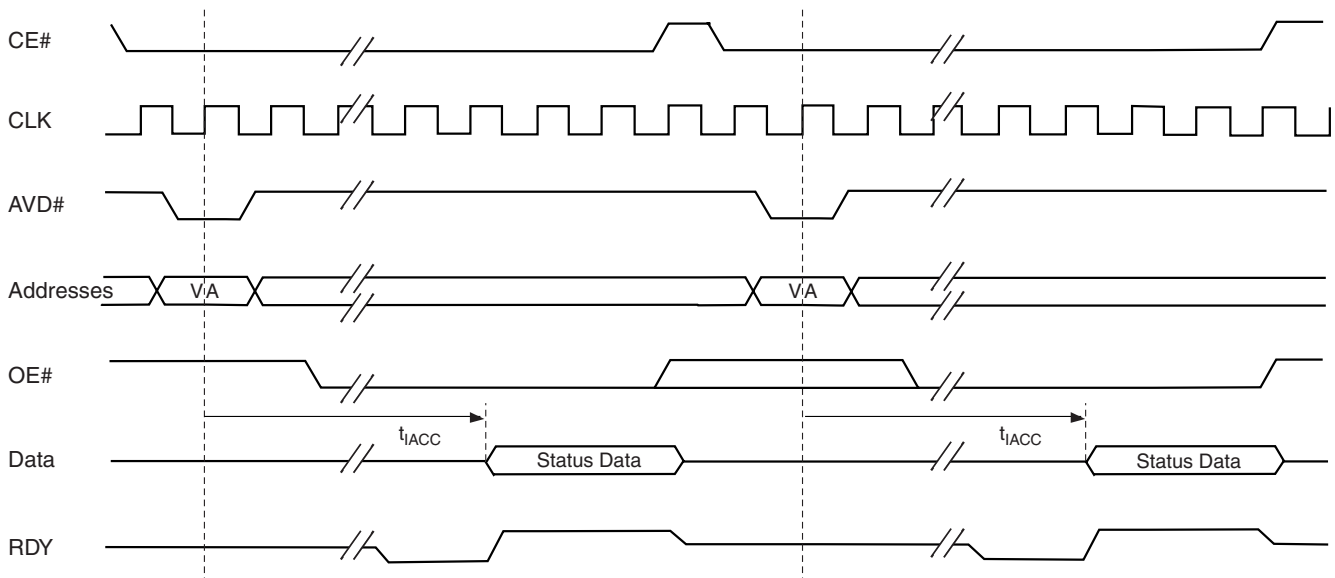 CE#
CLK
AVD#
Addresses VA VA
OE#
tIACC tIACC
Data Status Data Status Data
RDY